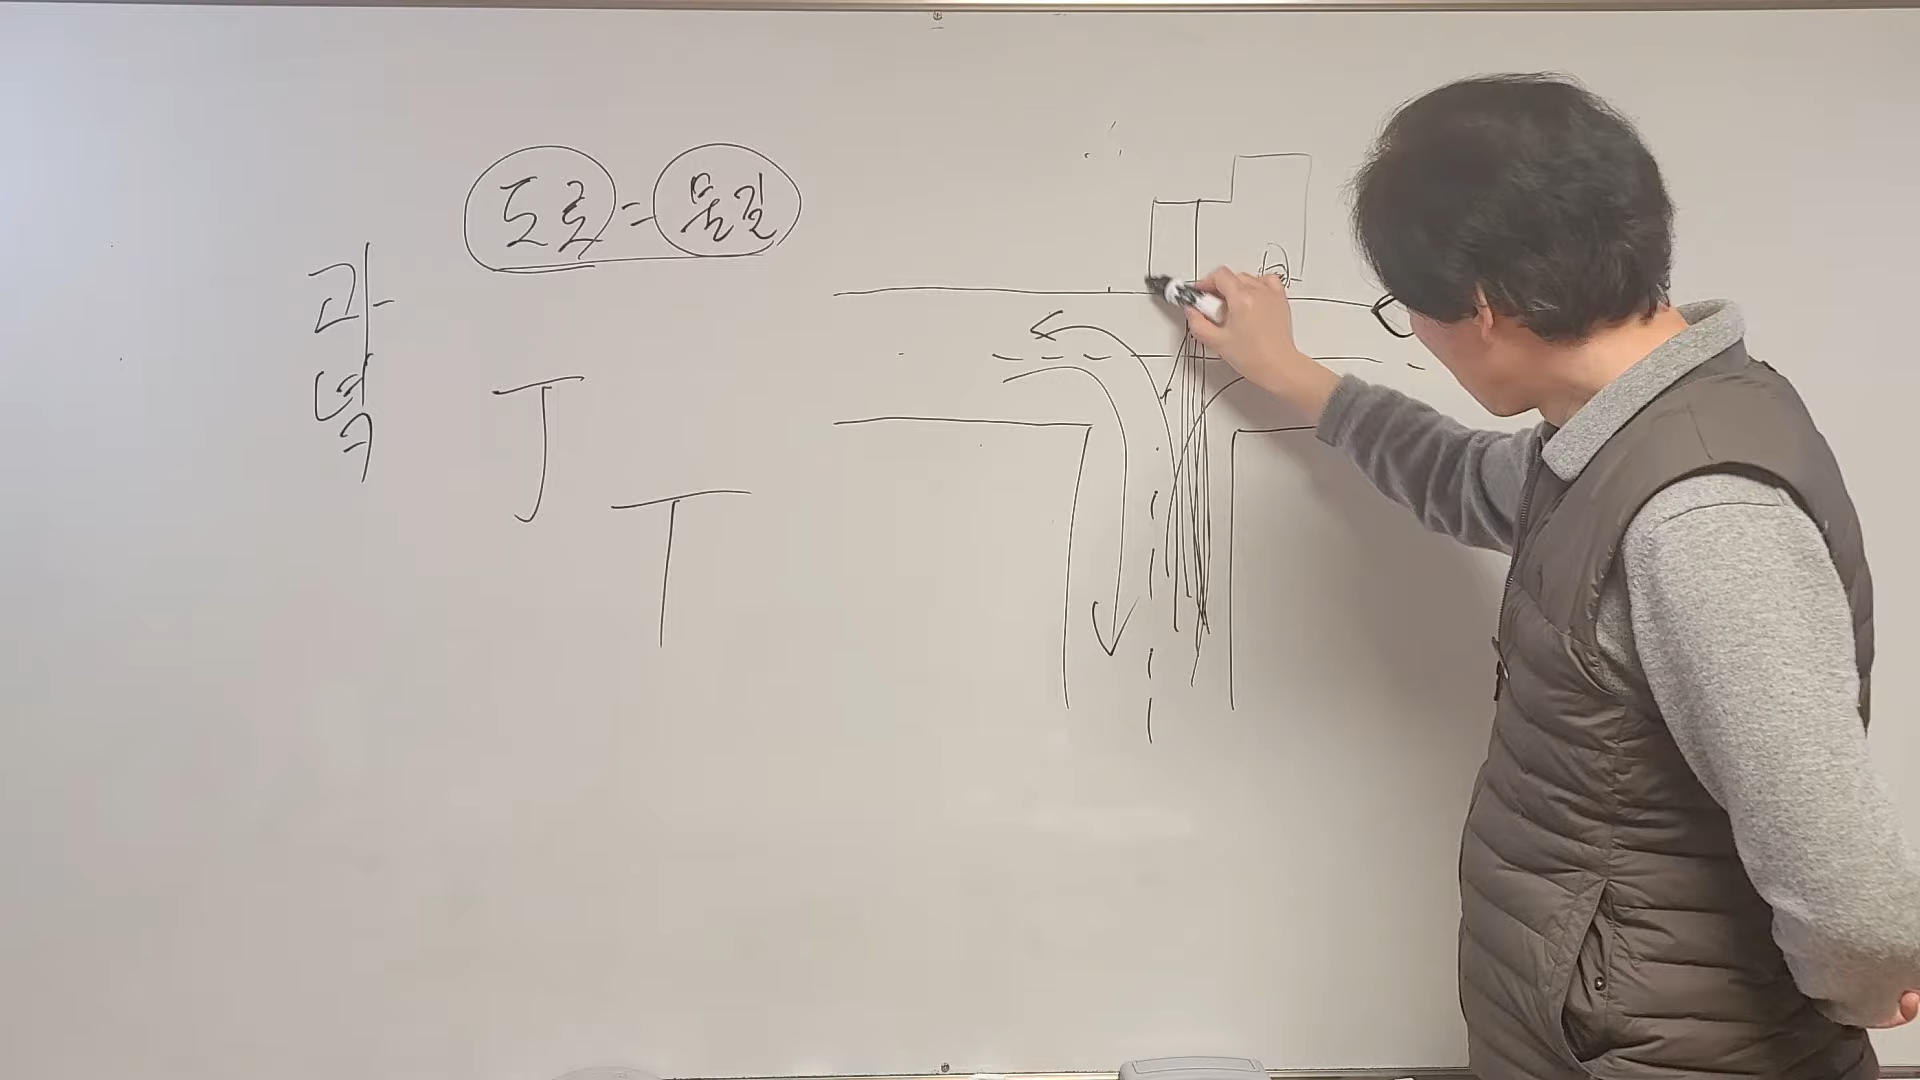 도로 = 물길
과
녁
J
T